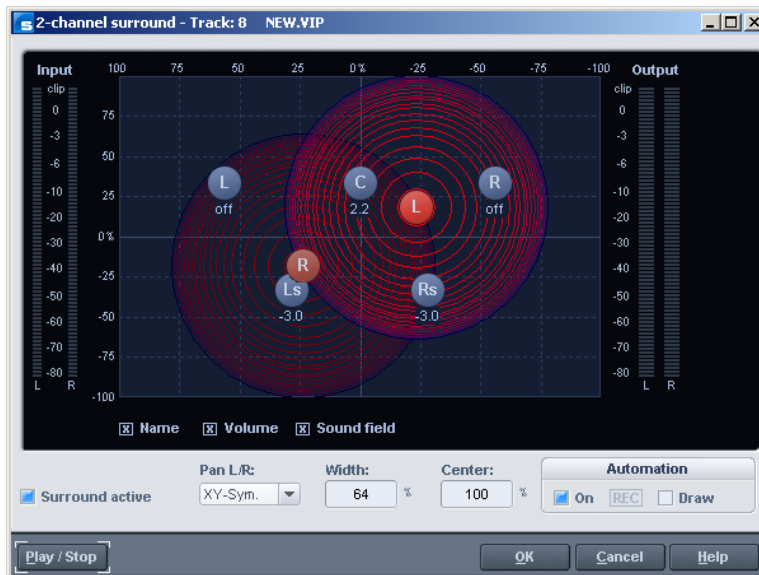 2-channel surround - Track: 8 NEW.VIP
Input 100 75 50 25 0% -25 -50 -75 -100 Output
clip clip
0 75 0
-3 -3
-6 50 -6
-10 L C R -10
25
-20 off 2.2 L off -20
-30 0% -30
-40 R -40
-25
-50 Ls Rs -50
-60 -50 -3.0 -3.0 -60
-70 -75 -70
-80 -80
L R -100 L R
x Name x Volume x Sound field
Pan L/R: Width: Center: Automation
Surround active XY-Sym. 64 % 100 % On REC Draw
Play / Stop OK Cancel Help